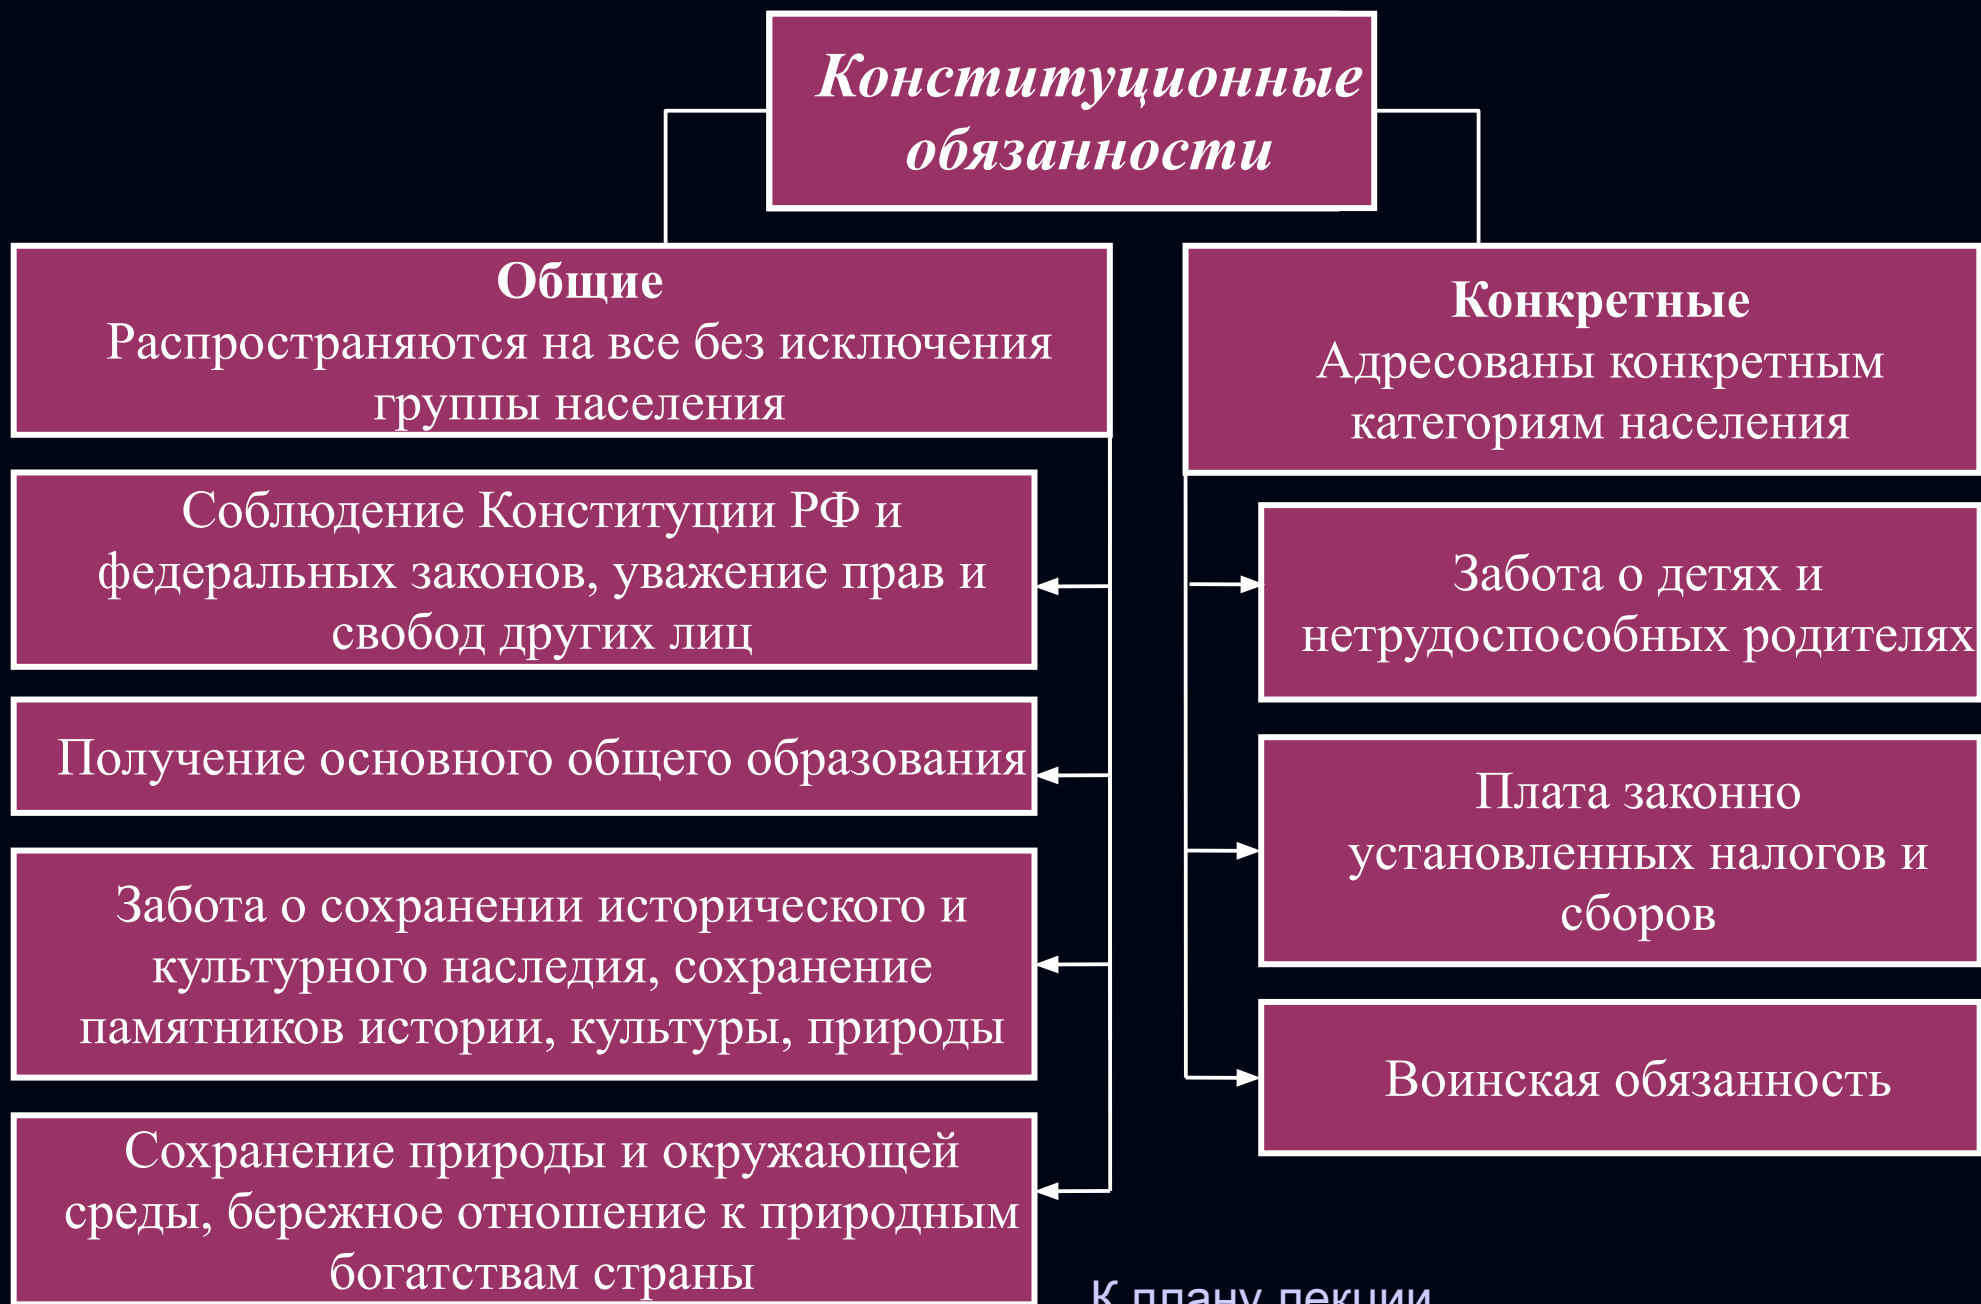 Конституционные
обязанности
Общие
Распространяются на все без исключения
группы населения
Соблюдение Конституции РФ и
федеральных законов, уважение прав и
свобод других лиц
Получение основного общего образования
Забота о сохранении исторического и
культурного наследия, сохранение
памятников истории, культуры, природы
Сохранение природы и окружающей
среды, бережное отношение к природным
богатствам страны
Конкретные
Адресованы конкретным
категориям населения
Забота о детях и
нетрудоспособных родителях
Плата законно
установленных налогов и
сборов
Воинская обязанность
К плану лекции